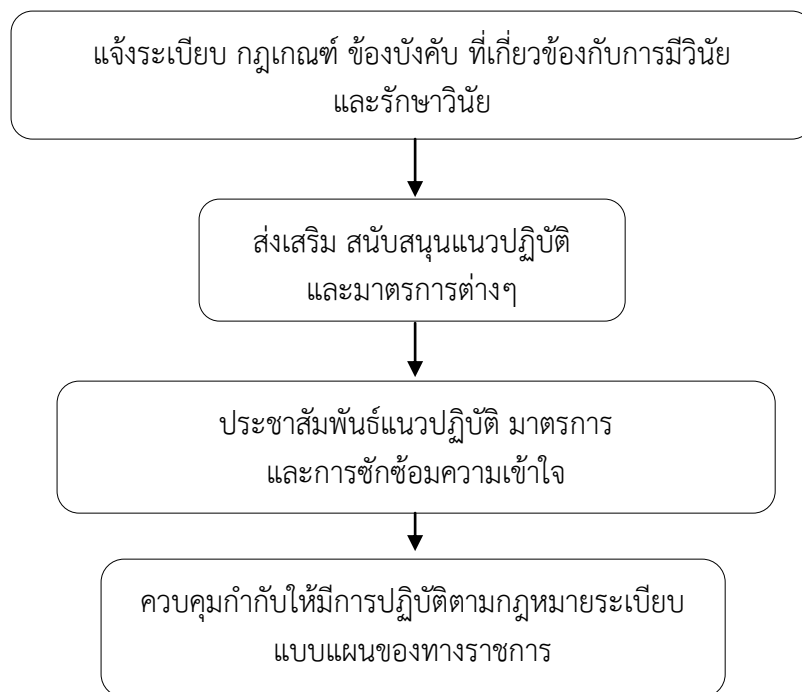 แจ้งระเบียบ กฎเกณฑ์ ข้องบังคับ ที่เกี่ยวข้องกับการมีวินัย
และรักษาวินัย
ส่งเสริม สนับสนุนแนวปฏิบัติ
และมาตรการต่างๆ
ประชาสัมพันธ์แนวปฏิบัติ มาตรการ
และการซักซ้อมความเข้าใจ
ควบคุมกำกับให้มีการปฏิบัติตามกฎหมายระเบียบ
แบบแผนของทางราชการ